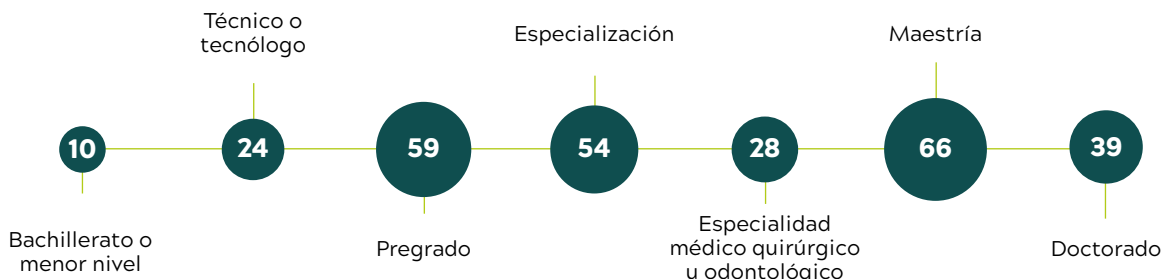 Técnico o
tecnólogo
Especialización
Maestría
10
24
59
54
28
66
39
Bachillerato o
menor nivel
Pregrado
Especialidad
médico quirúrgico
u odontológico
Doctorado